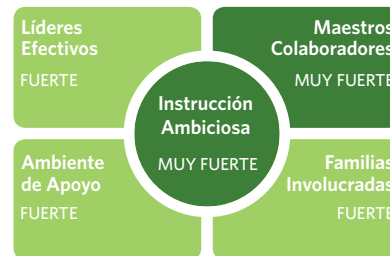 Líderes
Efectivos
FUERTE
Maestros
Colaboradores
MUY FUERTE
Instrucción
Ambiciosa
MUY FUERTE
Ambiente
de Apoyo
FUERTE
Familias
Involucradas
FUERTE